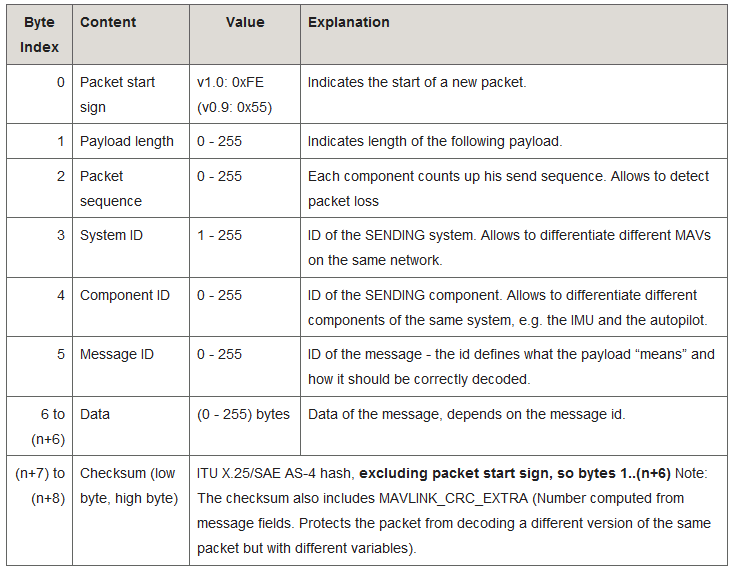 Byte Index Content Value Explanation
0 Packet start sign v1.0: 0xFE (v0.9: 0x55) Indicates the start of a new packet.
1 Payload length 0 - 255 Indicates length of the following payload.
2 Packet sequence 0 - 255 Each component counts up his send sequence. Allows to detect packet loss
3 System ID 1 - 255 ID of the SENDING system. Allows to differentiate different MAVs on the same network.
4 Component ID 0 - 255 ID of the SENDING component. Allows to differentiate different components of the same system, e.g. the IMU and the autopilot.
5 Message ID 0 - 255 ID of the message - the id defines what the payload “means” and how it should be correctly decoded.
6 to (n+6) Data (0 - 255) bytes Data of the message, depends on the message id.
(n+7) to (n+8) Checksum (low byte, high byte) ITU X.25/SAE AS-4 hash, excluding packet start sign, so bytes 1..(n+6) Note: The checksum also includes MAVLINK_CRC_EXTRA (Number computed from message fields. Protects the packet from decoding a different version of the same packet but with different variables).